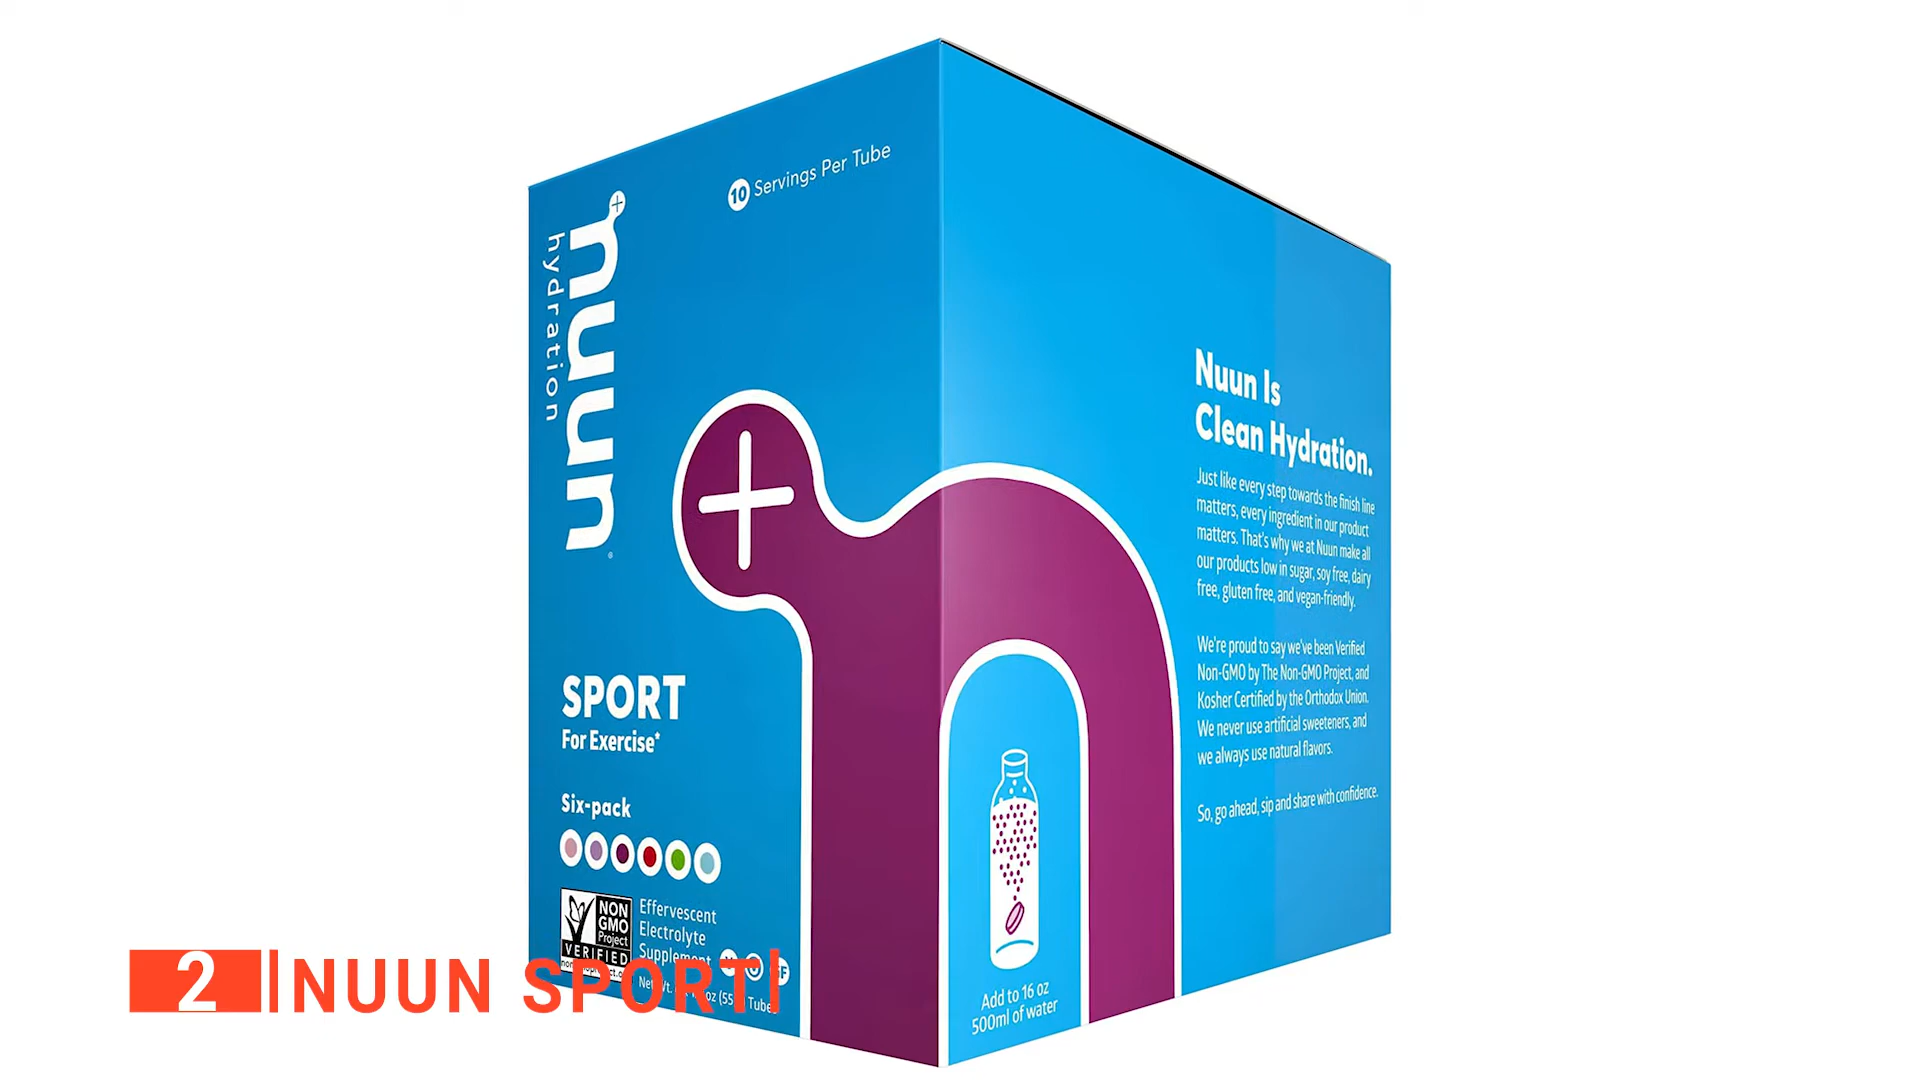 10 Servings Per Tube
nuun
hydration
SPORT
For Exercise*
Six-pack
NON
GMO
Project
VERIFIED
Effervescent
Electrolyte
Supplement
Nuun Is
Clean Hydration.
Just like every step towards the finish line
matters, every ingredient in our product
matters. That's why we at Nuun make all
our products low in sugar, soy free, dairy
free, gluten free, and vegan-friendly.
We're proud to say we've been Verified
Non-GMO by The Non-GMO Project, and
Kosher Certified by the Orthodox Union.
We never use artificial sweeteners, and
we always use natural flavors.
So, go ahead, sip and share with confidence.
Add to 16 oz
500ml of water
2 NUUN SPORT